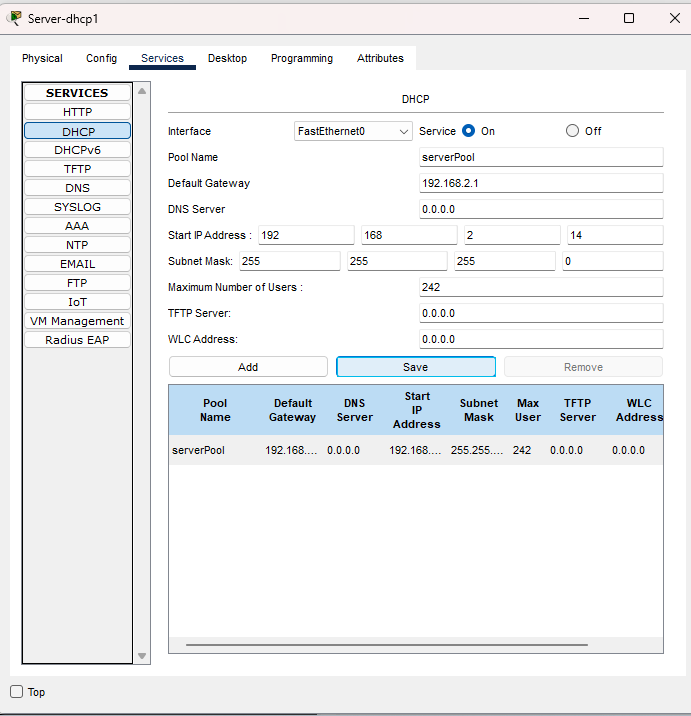 Server-dhcp1
Physical Config Services Desktop Programming Attributes
SERVICES
HTTP
DHCP
DHCPv6
TFTP
DNS
SYSLOG
AAA
NTP
EMAIL
FTP
IoT
VM Management
Radius EAP
DHCP
Interface FastEthernet0 Service On Off
Pool Name serverPool
Default Gateway 192.168.2.1
DNS Server 0.0.0.0
Start IP Address : 192 168 2 14
Subnet Mask: 255 255 255 0
Maximum Number of Users : 242
TFTP Server: 0.0.0.0
WLC Address: 0.0.0.0
Add Save Remove
Pool Name Default Gateway DNS Server Start IP Address Subnet Mask Max User TFTP Server WLC Address
serverPool 192.168.... 0.0.0.0 192.168.... 255.255.... 242 0.0.0.0 0.0.0.0
Top